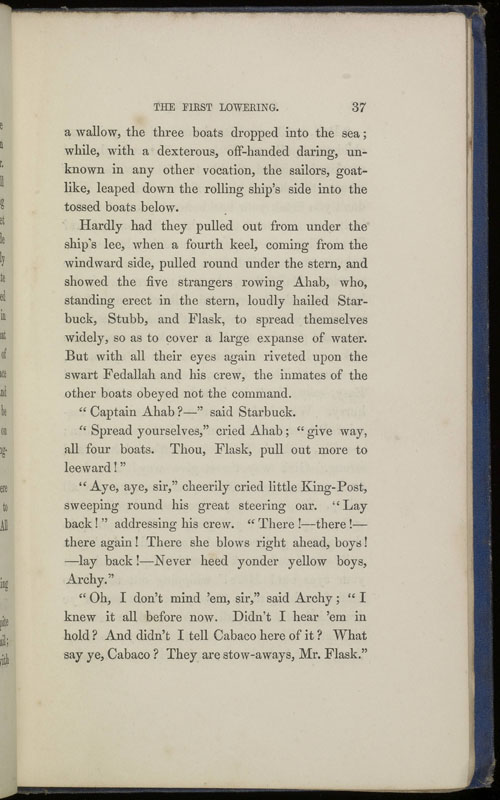 THE FIRST LOWERING. 37
a wallow, the three boats dropped into the sea;
while, with a dexterous, off-handed daring, un-
known in any other vocation, the sailors, goat-
like, leaped down the rolling ship's side into the
tossed boats below.
Hardly had they pulled out from under the
ship's lee, when a fourth keel, coming from the
windward side, pulled round under the stern, and
showed the five strangers rowing Ahab, who,
standing erect in the stern, loudly hailed Star-
buck, Stubb, and Flask, to spread themselves
widely, so as to cover a large expanse of water.
But with all their eyes again riveted upon the
swart Fedallah and his crew, the inmates of the
other boats obeyed not the command.
"Captain Ahab?—" said Starbuck.
"Spread yourselves," cried Ahab; "give way,
all four boats. Thou, Flask, pull out more to
leeward!"
"Aye, aye, sir," cheerily cried little King-Post,
sweeping round his great steering oar. "Lay
back!" addressing his crew. "There!—there!—
there again! There she blows right ahead, boys!
—lay back!—Never heed yonder yellow boys,
Archy."
"Oh, I don't mind 'em, sir," said Archy; "I
knew it all before now. Didn't I hear 'em in
hold? And didn't I tell Cabaco here of it? What
say ye, Cabaco? They are stow-aways, Mr. Flask."